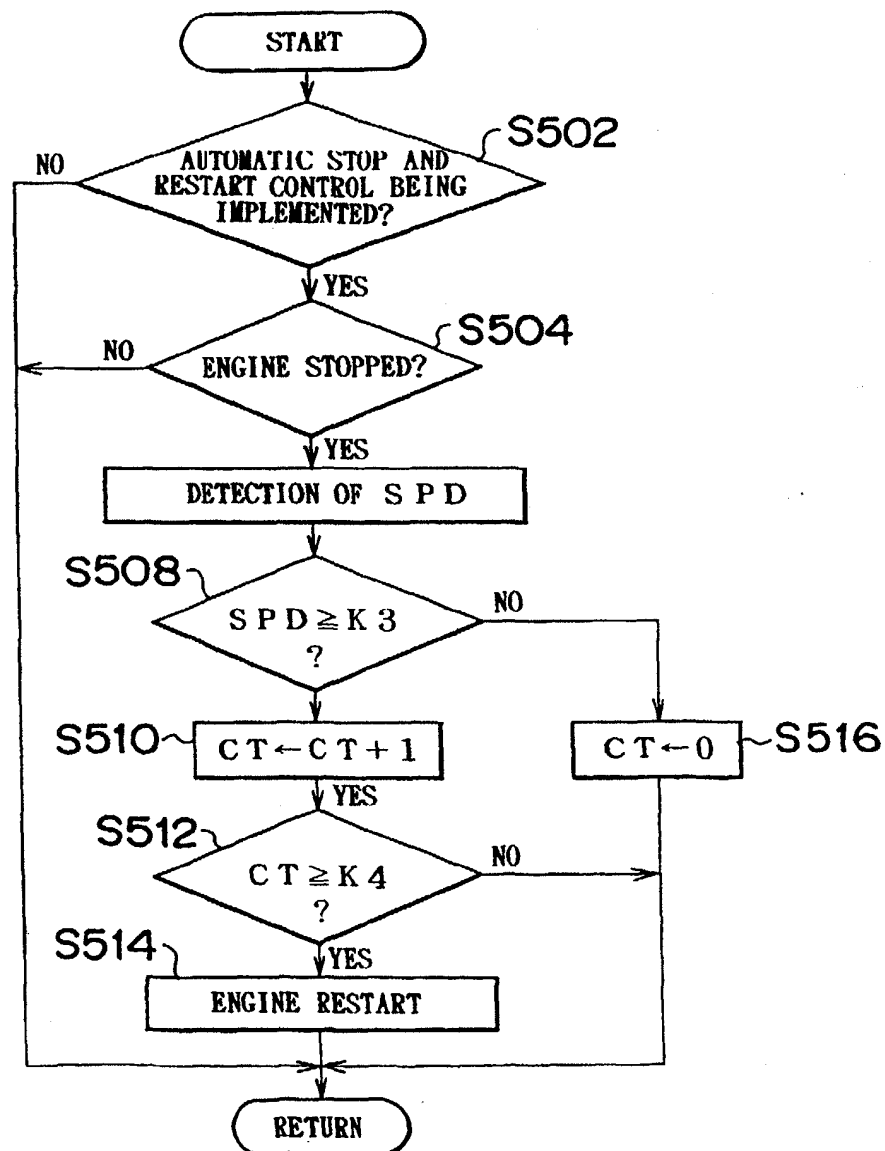 START
S502
NO
AUTOMATIC STOP AND
RESTART CONTROL BEING
IMPLEMENTED?
YES
S504
NO
ENGINE STOPPED?
YES
DETECTION OF SPD
S508
NO
SPD≧K3
?
S510
CT←CT+1
CT←0
S516
YES
S512
NO
CT≧K4
?
S514
YES
ENGINE RESTART
RETURN